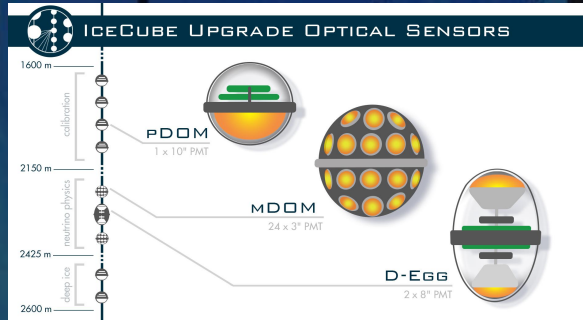 IceCube Upgrade Optical Sensors
1600 m
calibration
pDOM
1 x 10" PMT
2150 m
mDOM
24 x 3" PMT
neutrino physics
2425 m
D-Egg
2 x 8" PMT
deep ice
2600 m